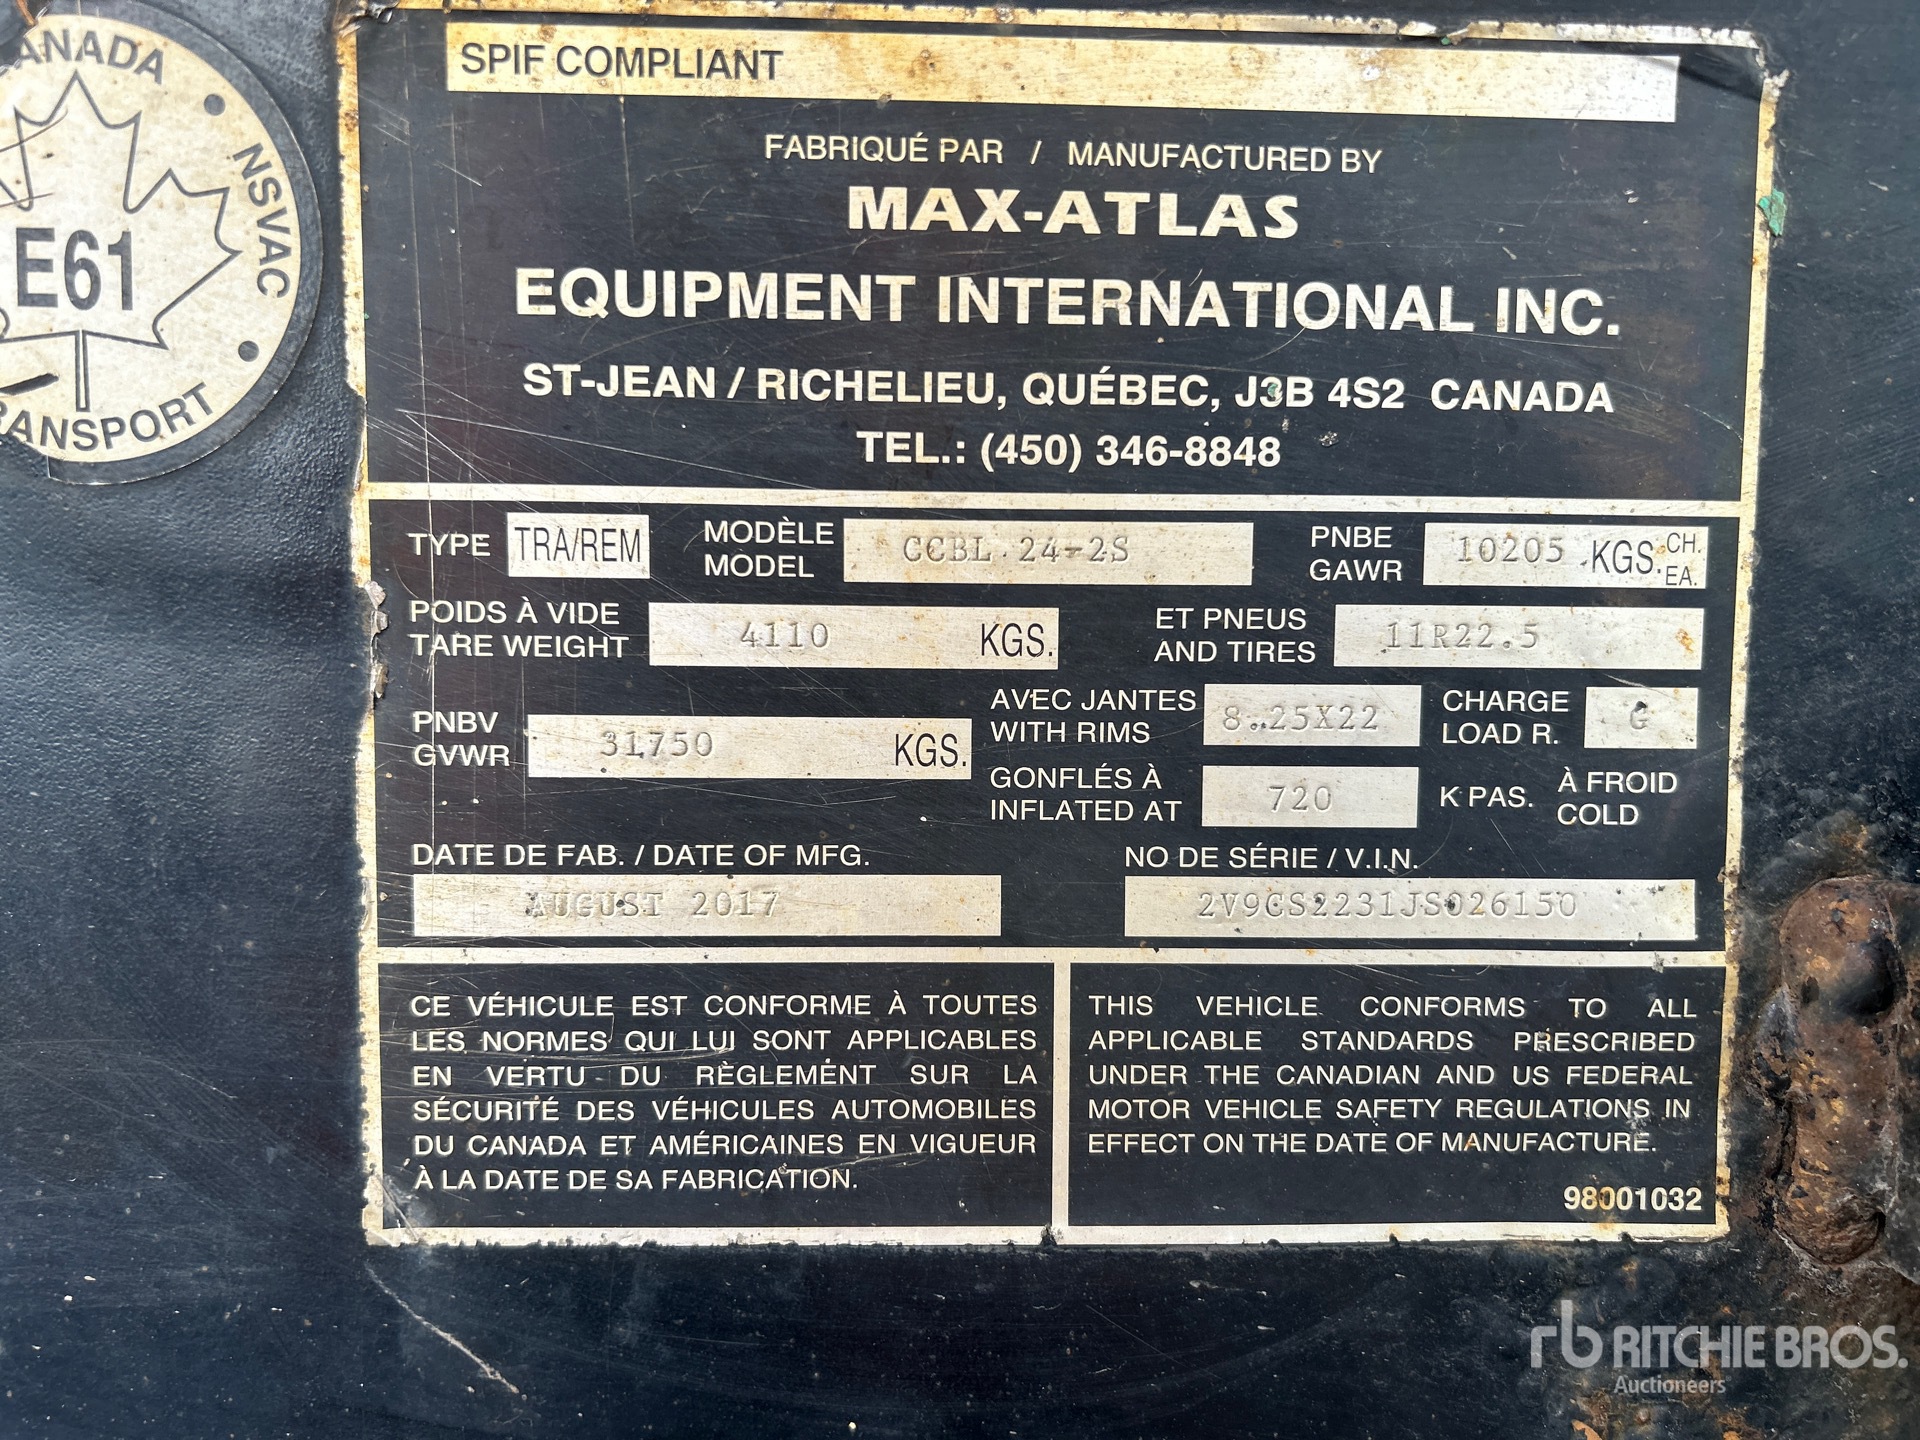 CANADA
NSVAC
E61
TRANSPORT
SPIF COMPLIANT
FABRIQUÉ PAR / MANUFACTURED BY
MAX-ATLAS
EQUIPMENT INTERNATIONAL INC.
ST-JEAN / RICHELIEU, QUÉBEC, J3B 4S2 CANADA
TEL.: (450) 346-8848
TYPE TRA/REM MODÈLE MODEL CCBL 24-2S PNBE GAWR 10205 KGS. CH. EA.
POIDS À VIDE TARE WEIGHT 4110 KGS. ET PNEUS AND TIRES 11R22.5
PNBV GVWR 31750 KGS. AVEC JANTES WITH RIMS 8.25X22 CHARGE LOAD R. G
GONFLÉS À INFLATED AT 720 K PAS. À FROID COLD
DATE DE FAB. / DATE OF MFG. NO DE SÉRIE / V.I.N.
AUGUST 2017 2V9CS2231JS026150
CE VÉHICULE EST CONFORME À TOUTES
LES NORMES QUI LUI SONT APPLICABLES
EN VERTU DU RÈGLEMENT SUR LA
SÉCURITÉ DES VÉHICULES AUTOMOBILES
DU CANADA ET AMÉRICAINES EN VIGUEUR
À LA DATE DE SA FABRICATION.
THIS VEHICLE CONFORMS TO ALL
APPLICABLE STANDARDS PRESCRIBED
UNDER THE CANADIAN AND US FEDERAL
MOTOR VEHICLE SAFETY REGULATIONS IN
EFFECT ON THE DATE OF MANUFACTURE.
98001032
rb RITCHIE BROS.
Auctioneers